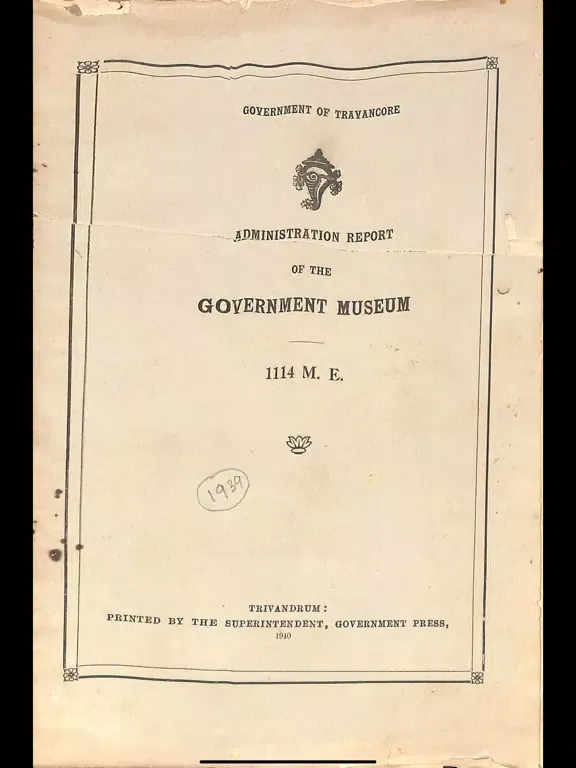 GOVERNMENT OF TRAVANCORE
ADMINISTRATION REPORT
OF THE
GOVERNMENT MUSEUM
1114 M. E.
1939
TRIVANDRUM:
PRINTED BY THE SUPERINTENDENT, GOVERNMENT PRESS,
1940